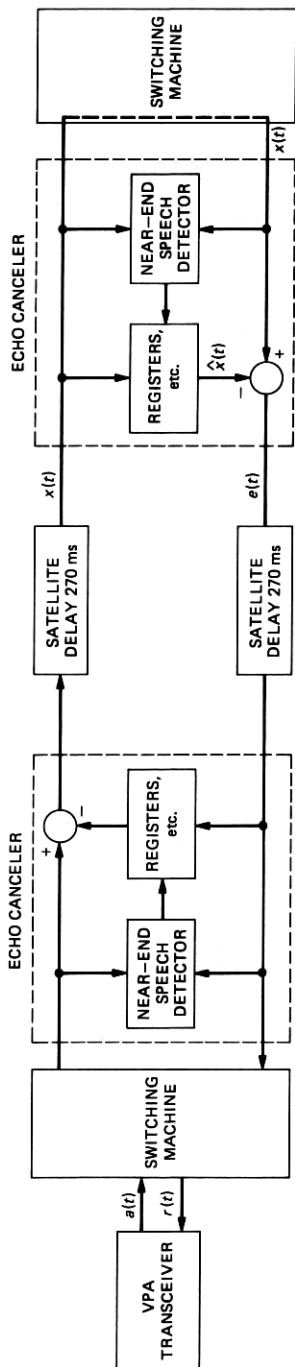 VPA
TRANSCEIVER
a(t)
r(t)
SWITCHING
MACHINE
ECHO CANCELER
NEAR–END
SPEECH
DETECTOR
REGISTERS,
etc.
+
–
SATELLITE
DELAY 270 ms
SATELLITE
DELAY 270 ms
x(t)
e(t)
ECHO CANCELER
REGISTERS,
etc.
x̂(t)
–
+
NEAR–END
SPEECH
DETECTOR
x(t)
SWITCHING
MACHINE